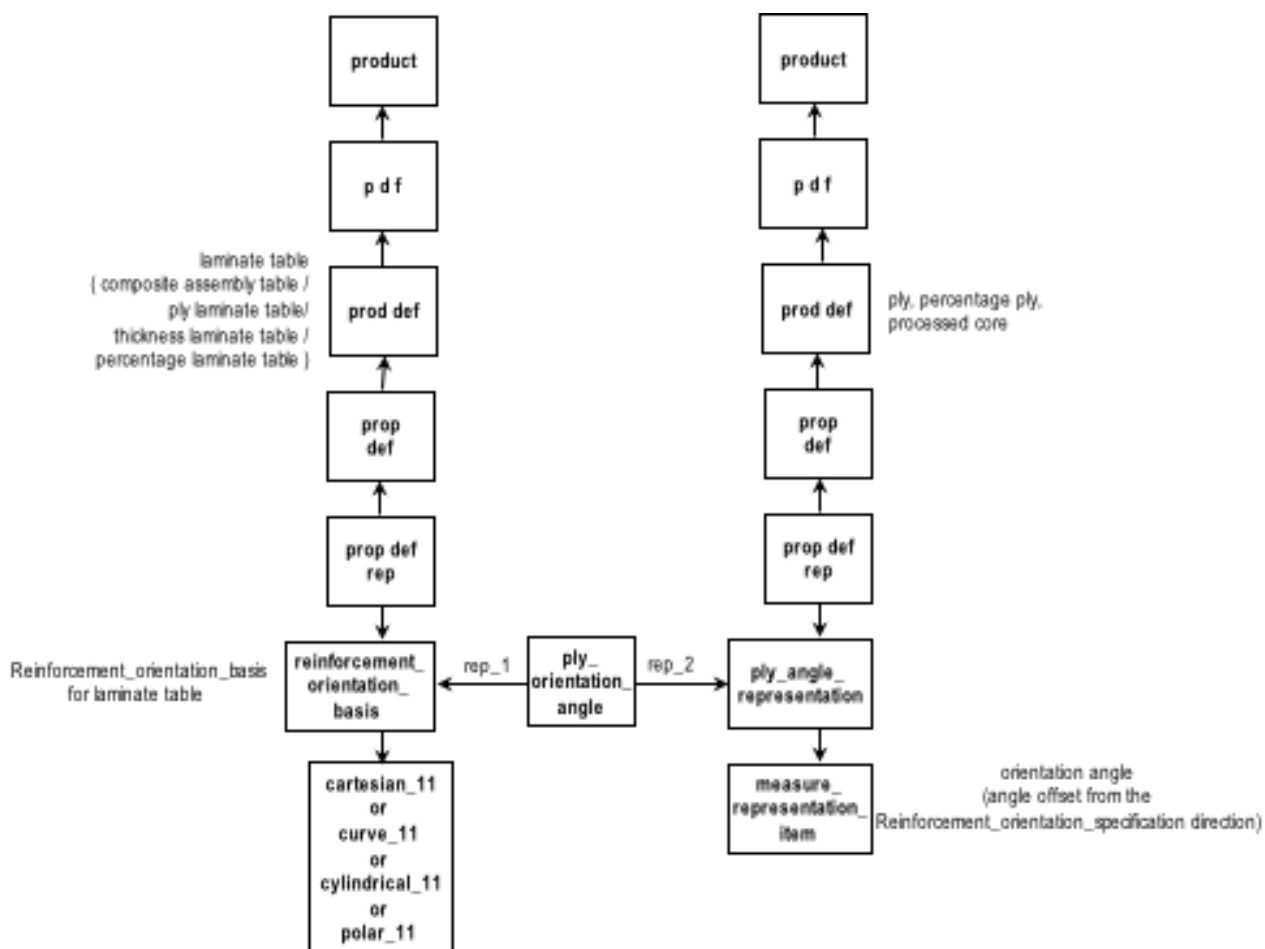 product
product
p d f
p d f
laminate table
( composite assembly table /
ply laminate table/
thickness laminate table /
percentage laminate table )
prod def
prod def
ply, percentage ply,
processed core
prop
def
prop
def
prop def
rep
prop def
rep
Reinforcement_orientation_basis
for laminate table
reinforcement_
orientation_
basis
rep_1
ply_
orientation_
angle
rep_2
ply_angle_
representation
cartesian_11
or
curve_11
or
cylindrical_11
or
polar_11
measure_
representation_
item
orientation angle
(angle offset from the
Reinforcement_orientation_specification direction)